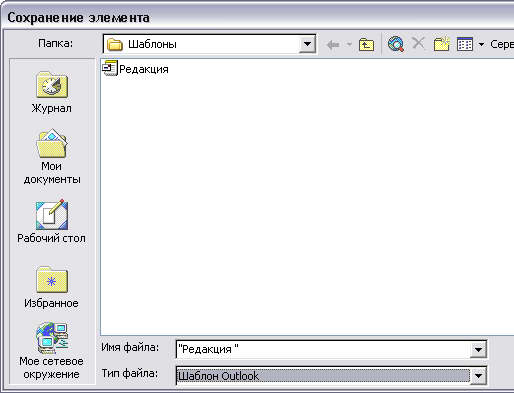 Сохранение элемента
Папка:
Шаблоны
Серв
Редакция
Журнал
Мои
документы
Рабочий стол
Избранное
Мое сетевое
окружение
Имя файла:
"Редакция "
Тип файла:
Шаблон Outlook